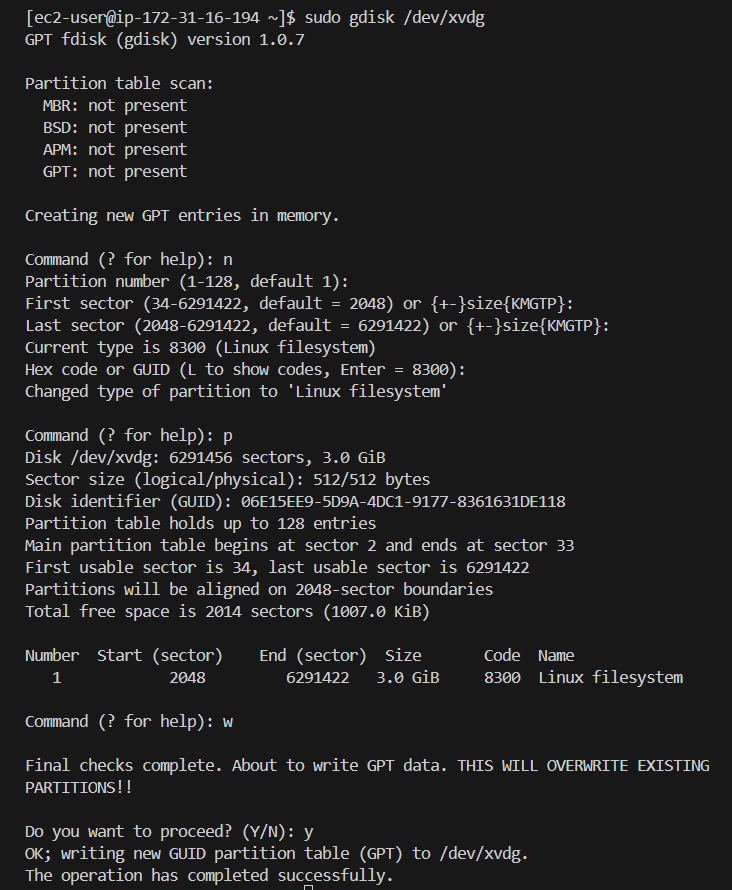 [ec2-user@ip-172-31-16-194 ~]$ sudo gdisk /dev/xvdg
GPT fdisk (gdisk) version 1.0.7
Partition table scan:
MBR: not present
BSD: not present
APM: not present
GPT: not present
Creating new GPT entries in memory.
Command (? for help): n
Partition number (1-128, default 1):
First sector (34-6291422, default = 2048) or {+-}size{KMGTP}:
Last sector (2048-6291422, default = 6291422) or {+-}size{KMGTP}:
Current type is 8300 (Linux filesystem)
Hex code or GUID (L to show codes, Enter = 8300):
Changed type of partition to 'Linux filesystem'
Command (? for help): p
Disk /dev/xvdg: 6291456 sectors, 3.0 GiB
Sector size (logical/physical): 512/512 bytes
Disk identifier (GUID): 06E15EE9-5D9A-4DC1-9177-8361631DE118
Partition table holds up to 128 entries
Main partition table begins at sector 2 and ends at sector 33
First usable sector is 34, last usable sector is 6291422
Partitions will be aligned on 2048-sector boundaries
Total free space is 2014 sectors (1007.0 KiB)
Number  Start (sector)    End (sector)  Size       Code  Name
1            2048         6291422   3.0 GiB     8300  Linux filesystem
Command (? for help): w
Final checks complete. About to write GPT data. THIS WILL OVERWRITE EXISTING
PARTITIONS!!
Do you want to proceed? (Y/N): y
OK; writing new GUID partition table (GPT) to /dev/xvdg.
The operation has completed successfully.